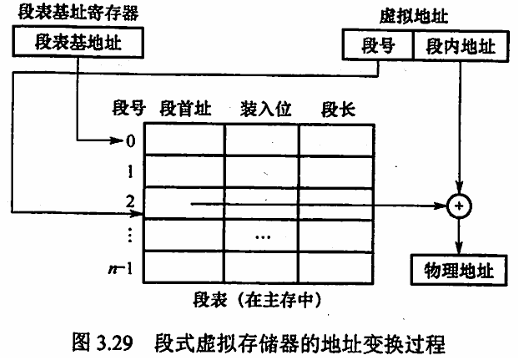 段表基址寄存器
虚拟地址
段表基地址
段号 段内地址
段号 段首址 装入位 段长
0
1
2
⋮ …
n-1
物理地址
段表（在主存中）
图 3.29 段式虚拟存储器的地址变换过程